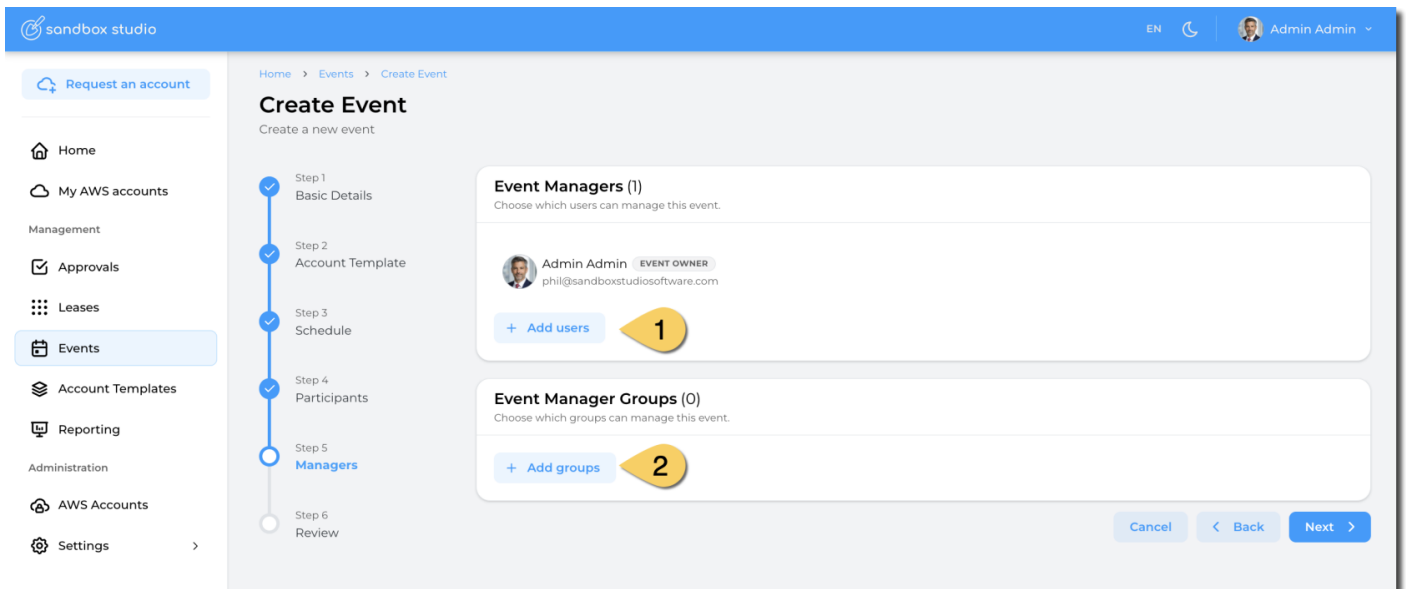 sandbox studio
EN
Admin Admin
Request an account
Home
My AWS accounts
Management
Approvals
Leases
Events
Account Templates
Reporting
Administration
AWS Accounts
Settings
Home > Events > Create Event
Create Event
Create a new event
Step 1
Basic Details
Step 2
Account Template
Step 3
Schedule
Step 4
Participants
Step 5
Managers
Step 6
Review
Event Managers (1)
Choose which users can manage this event.
Admin Admin EVENT OWNER
phil@sandboxstudiosoftware.com
+ Add users
1
Event Manager Groups (0)
Choose which groups can manage this event.
+ Add groups
2
Cancel
Back
Next